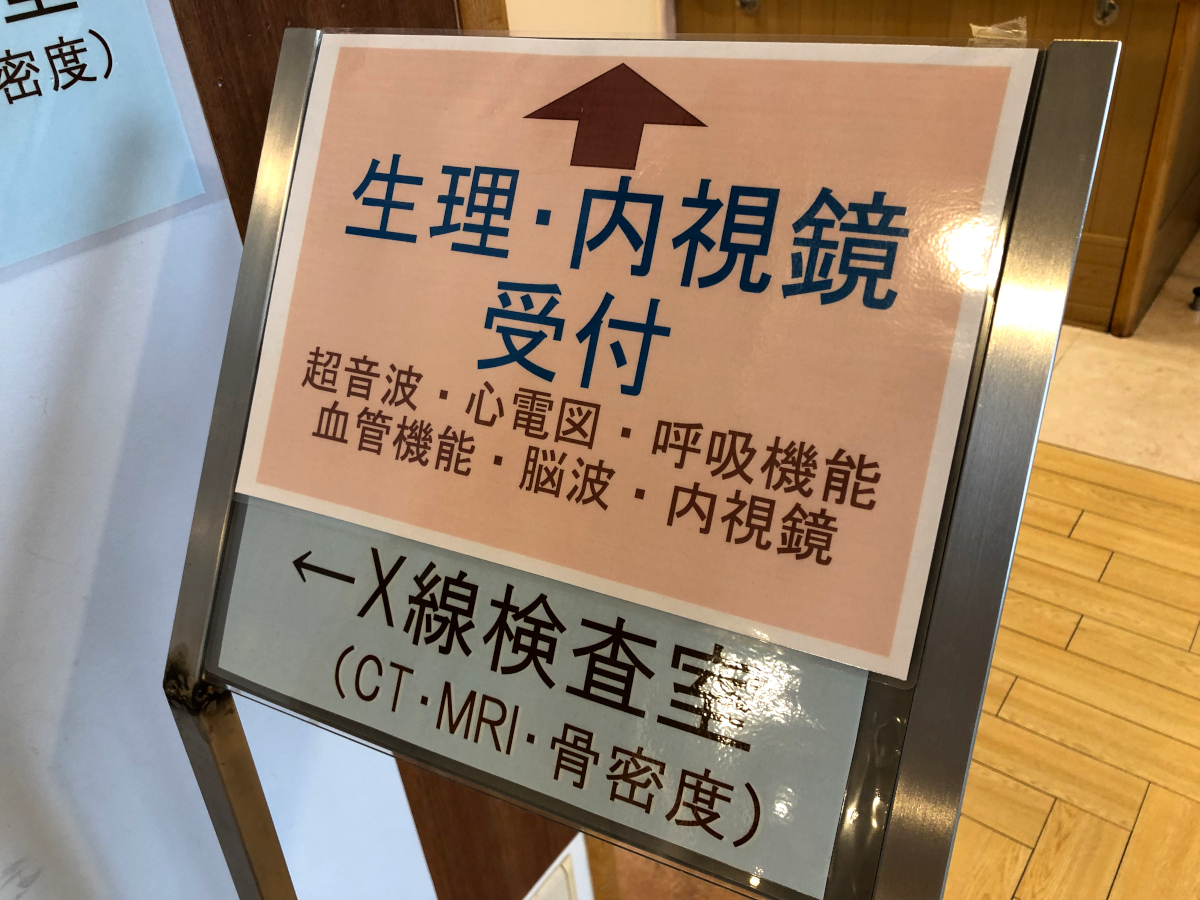 密度）
生理・内視鏡
受付
超音波・心電図・呼吸機能
血管機能・脳波・内視鏡
←X線検査室
（CT・MRI・骨密度）